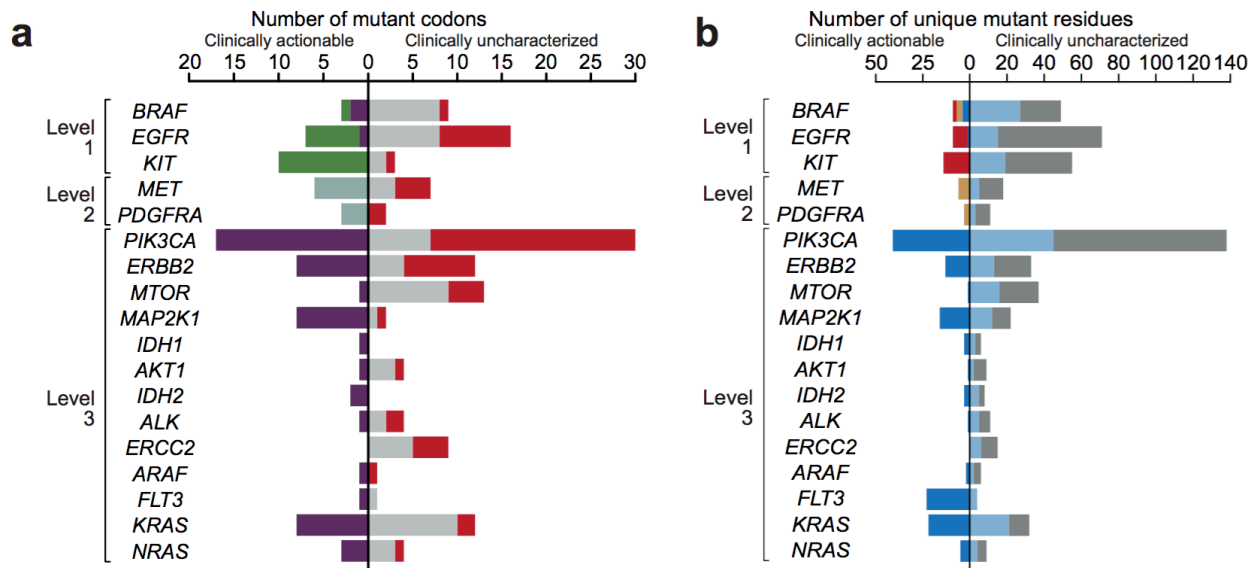 a
Number of mutant codons
Clinically actionable Clinically uncharacterized
20 15 10 5 0 5 10 15 20 25 30
Level 1
BRAF
EGFR
KIT
Level 2
MET
PDGFRA
Level 3
PIK3CA
ERBB2
MTOR
MAP2K1
IDH1
AKT1
IDH2
ALK
ERCC2
ARAF
FLT3
KRAS
NRAS
b
Number of unique mutant residues
Clinically actionable Clinically uncharacterized
50 25 0 20 40 60 80 100 120 140
Level 1
BRAF
EGFR
KIT
Level 2
MET
PDGFRA
Level 3
PIK3CA
ERBB2
MTOR
MAP2K1
IDH1
AKT1
IDH2
ALK
ERCC2
ARAF
FLT3
KRAS
NRAS